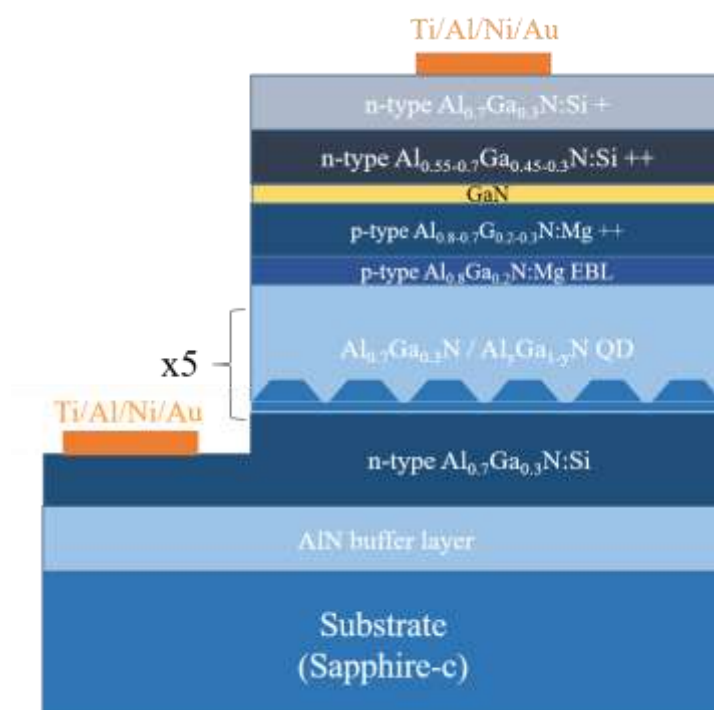 Ti/Al/Ni/Au
n-type Al0.7Ga0.3N:Si +
n-type Al0.55-0.7Ga0.45-0.3N:Si ++
GaN
p-type Al0.8-0.7G0.2-0.3N:Mg ++
p-type Al0.8Ga0.2N:Mg EBL
x5
Al0.7Ga0.3N / AlyGa1-yN QD
Ti/Al/Ni/Au
n-type Al0.7Ga0.3N:Si
AlN buffer layer
Substrate
(Sapphire-c)